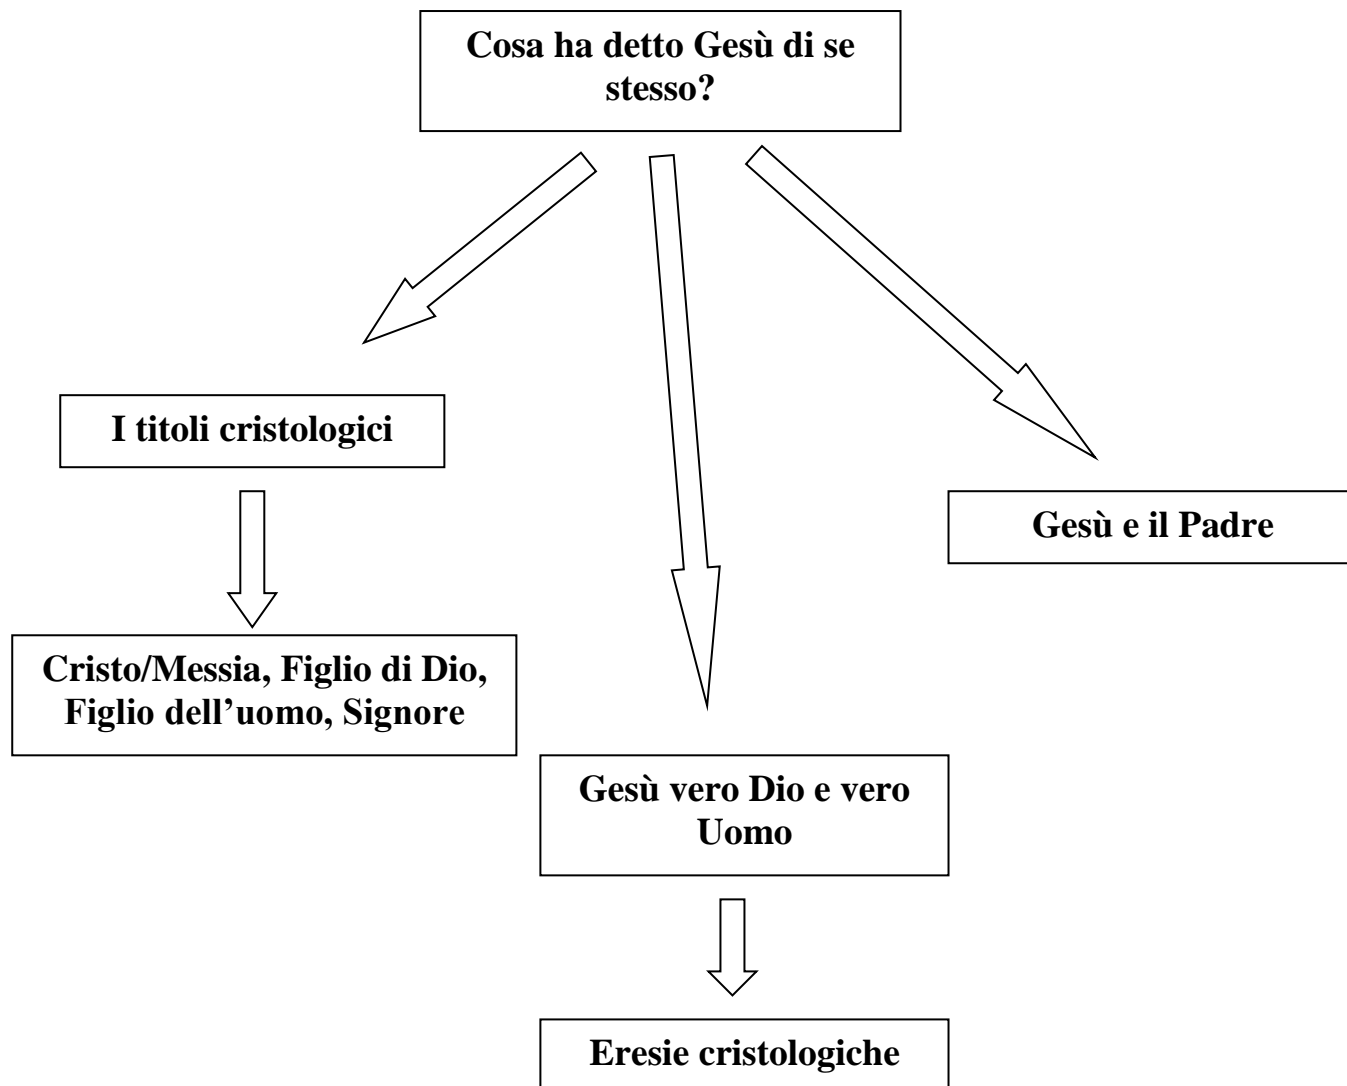 Cosa ha detto Gesù di se
stesso?
I titoli cristologici
Gesù e il Padre
Cristo/Messia, Figlio di Dio,
Figlio dell’uomo, Signore
Gesù vero Dio e vero
Uomo
Eresie cristologiche